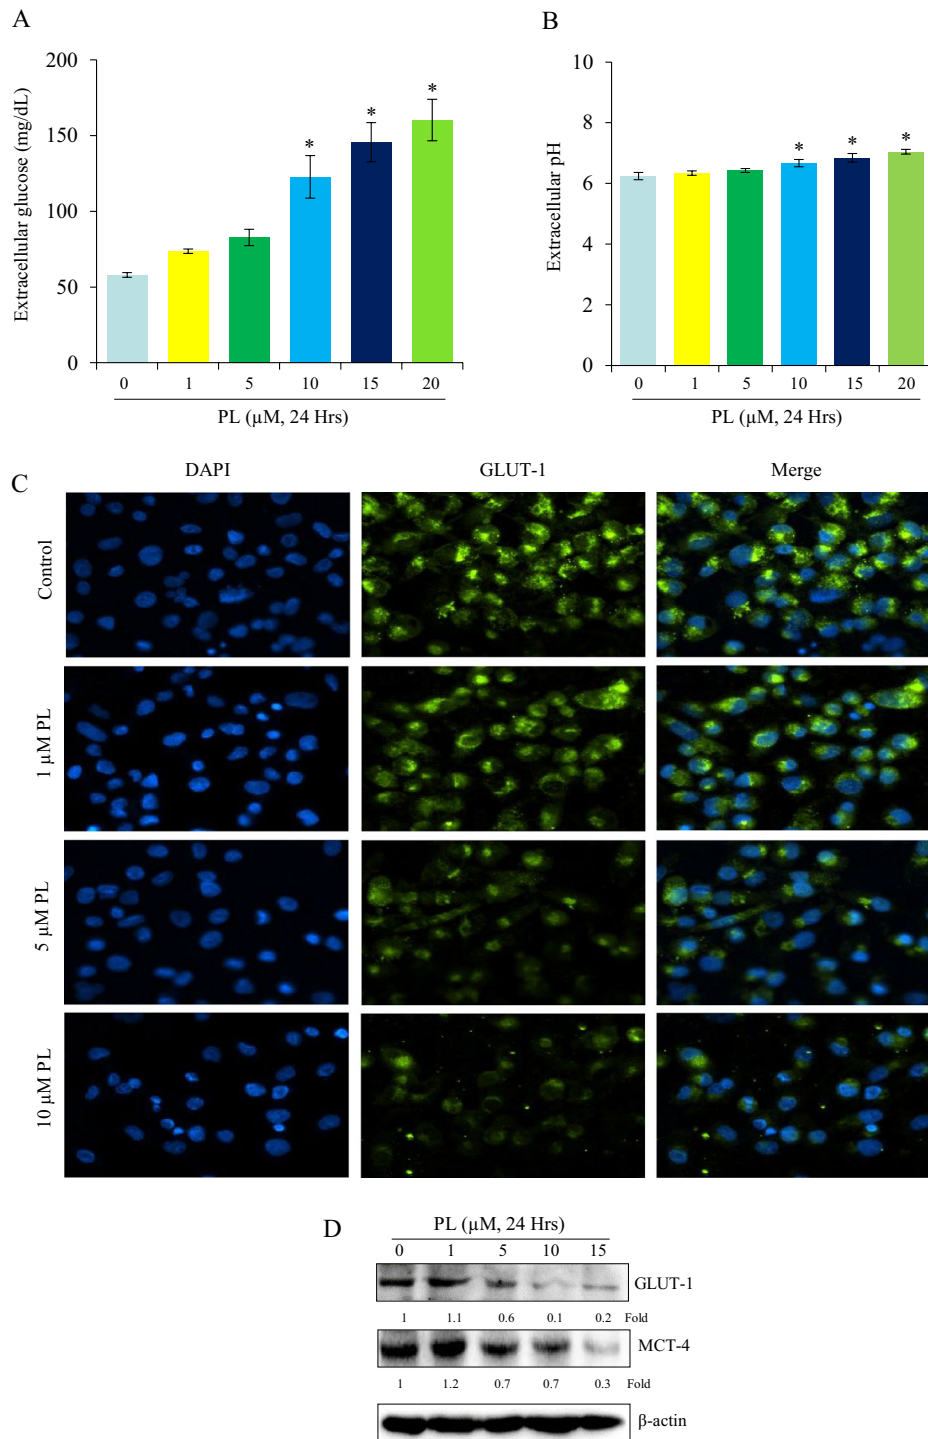 A
Extracellular glucose (mg/dL)
200
150
100
50
0
* * *
0 1 5 10 15 20
PL (µM, 24 Hrs)
B
Extracellular pH
10
8
6
4
2
0
* * *
0 1 5 10 15 20
PL (µM, 24 Hrs)
C
DAPI GLUT-1 Merge
Control
1 µM PL
5 µM PL
10 µM PL
D
PL (µM, 24 Hrs)
0 1 5 10 15
GLUT-1
1 1.1 0.6 0.1 0.2 Fold
MCT-4
1 1.2 0.7 0.7 0.3 Fold
β-actin